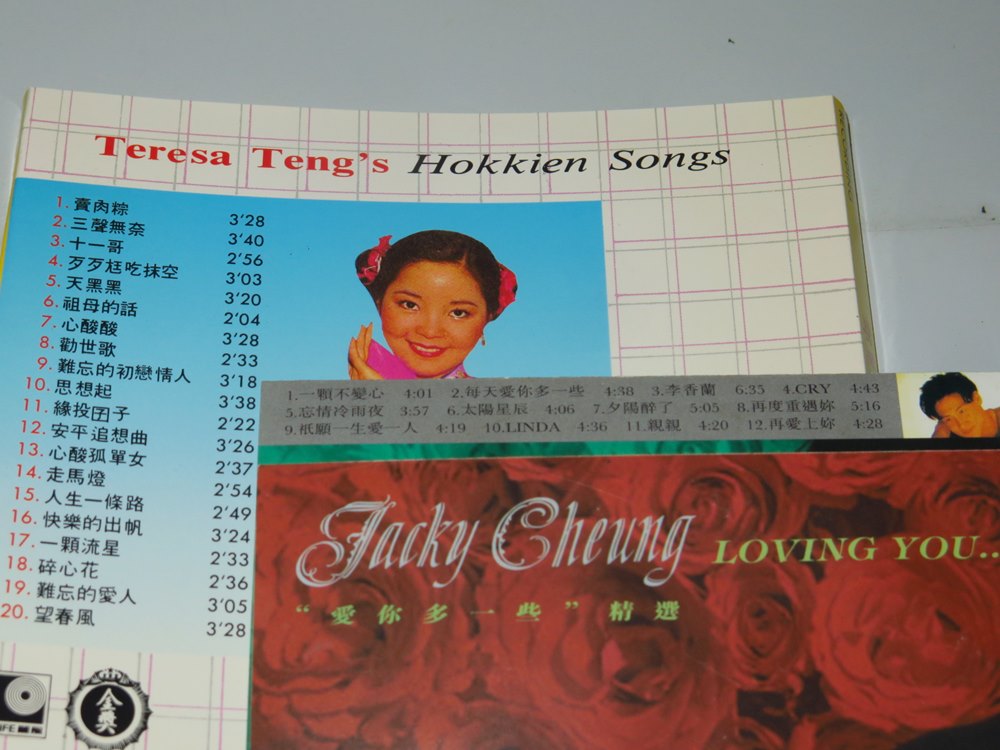 Teresa Teng's Hokkien Songs
1. 賣肉粽 3'28
2. 三聲無奈 3'40
3. 十一哥 2'56
4. 歹歹尪吃抹空 3'03
5. 天黑黑 3'20
6. 祖母的話 2'04
7. 心酸酸 3'28
8. 勸世歌 2'33
9. 難忘的初戀情人 3'18
10. 思想起 3'38
11. 緣投囝子 2'22
12. 安平追想曲 3'26
13. 心酸孤單女 2'37
14. 走馬燈 2'54
15. 人生一條路 2'49
16. 快樂的出帆 3'24
17. 一顆流星 2'33
18. 碎心花 2'36
19. 難忘的愛人 3'05
20. 望春風 3'28
金獎
1.一顆不變心 4:01 2.每天愛你多一些 4:38 3.李香蘭 6:35 4.CRY 4:43
5.忘情冷雨夜 3:57 6.太陽星辰 4:06 7.夕陽醉了 5:05 8.再度重遇妳 5:16
9.祇願一生愛一人 4:19 10.LINDA 4:36 11.親親 4:20 12.再愛上妳 4:28
Jacky Cheung LOVING YOU...
“愛你多一些”精選